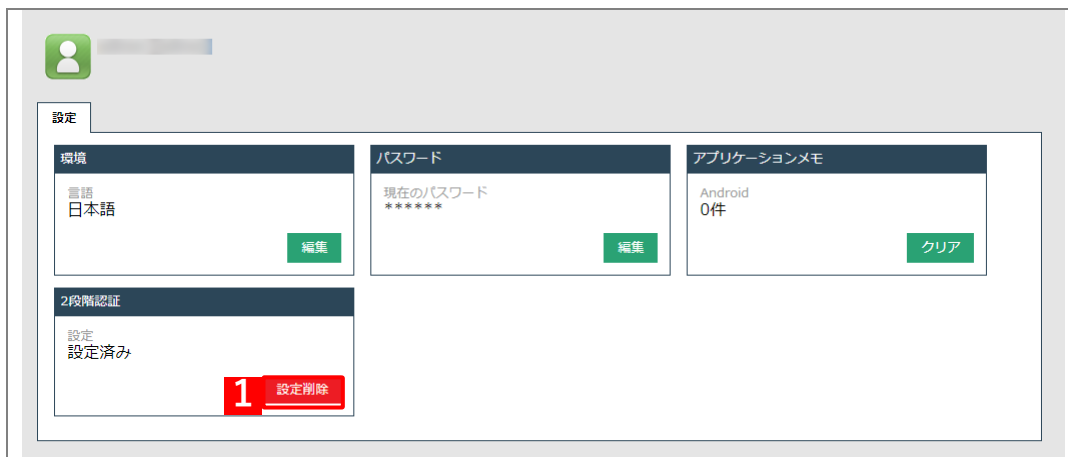 設定
環境
言語
日本語
編集
パスワード
現在のパスワード
******
編集
アプリケーションメモ
Android
0件
クリア
2段階認証
設定
設定済み
1
設定削除